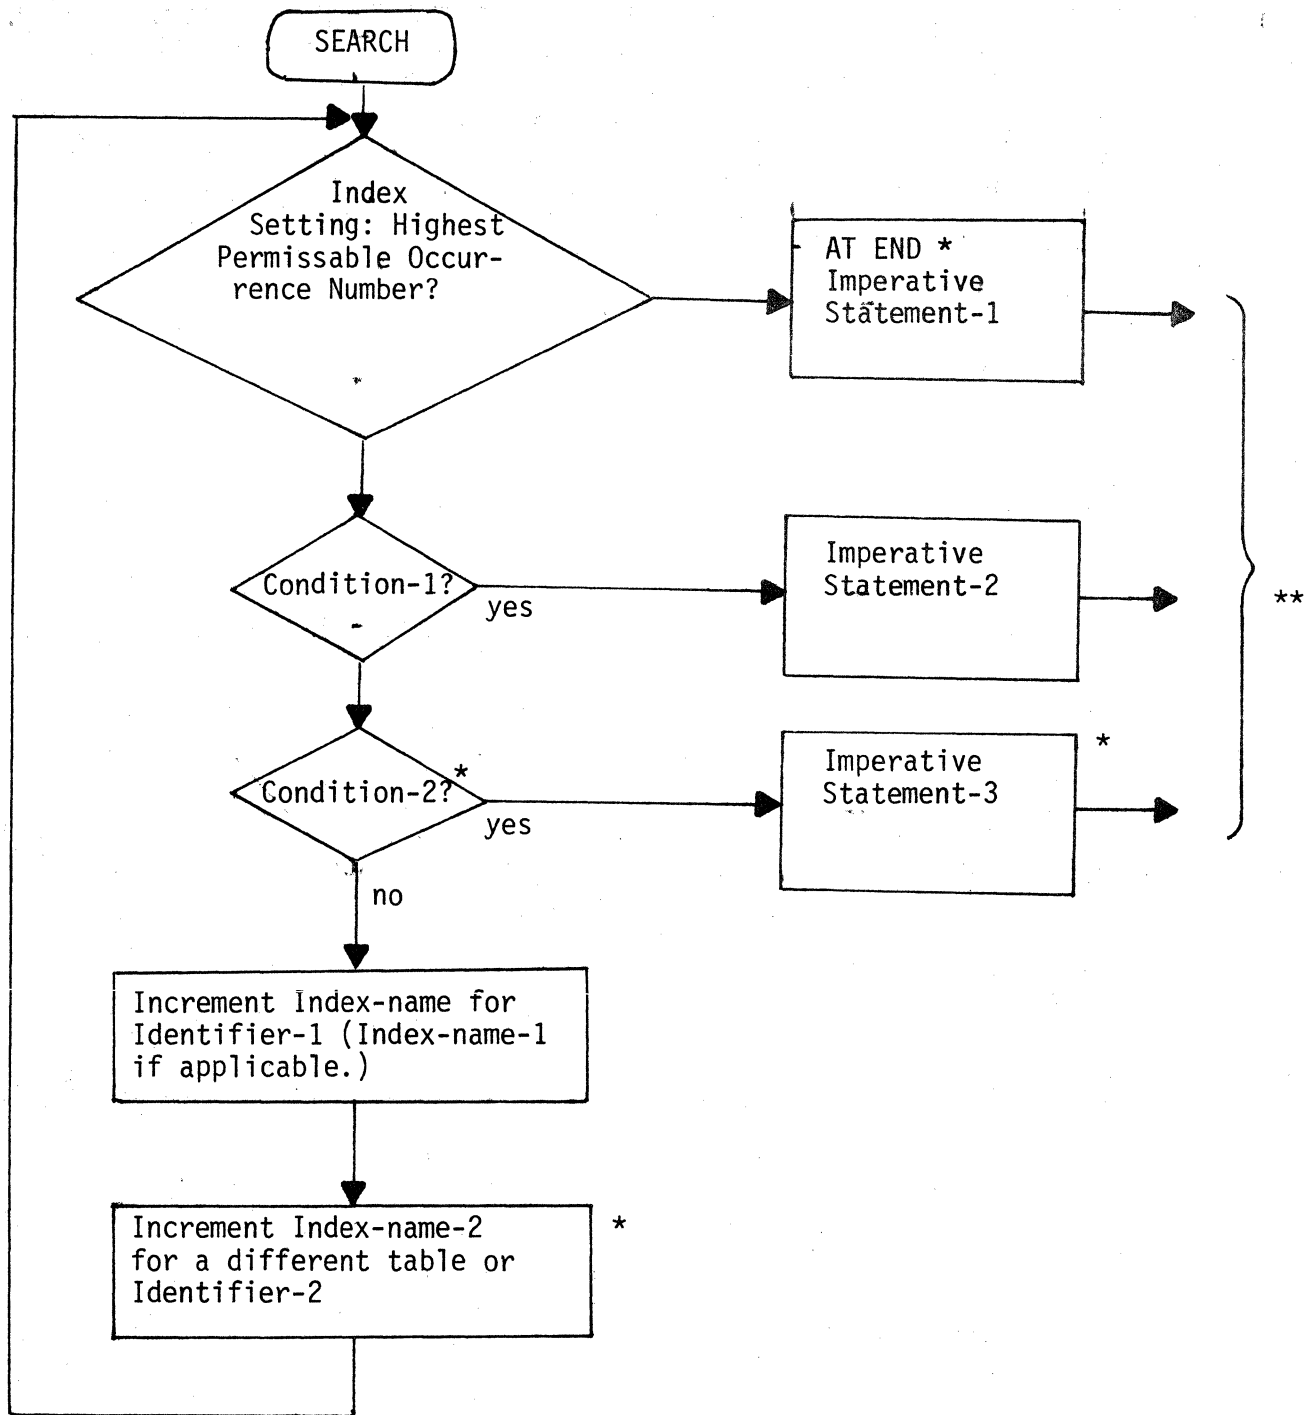 SEARCH
Index
Setting: Highest
Permissable Occur-
rence Number?
AT END *
Imperative
Statement-1
Condition-1?
yes
Imperative
Statement-2
**
Condition-2?*
yes
Imperative
Statement-3
*
no
Increment Index-name for
Identifier-1 (Index-name-1
if applicable.)
Increment Index-name-2
for a different table or
Identifier-2
*